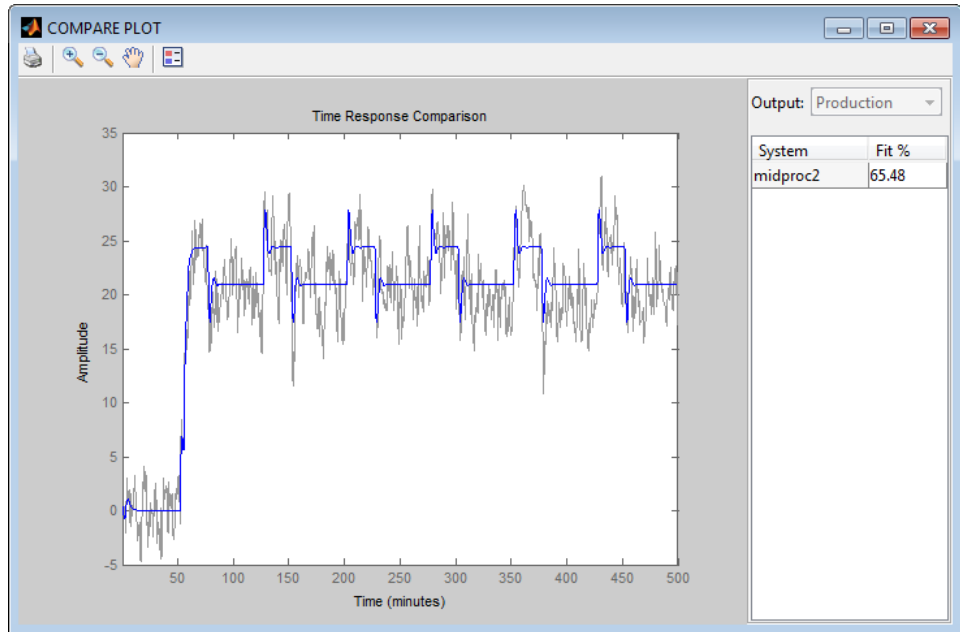 COMPARE PLOT
Time Response Comparison
Output: Production
System Fit %
midproc2 65.48
Amplitude
35
30
25
20
15
10
5
0
-5
50 100 150 200 250 300 350 400 450 500
Time (minutes)